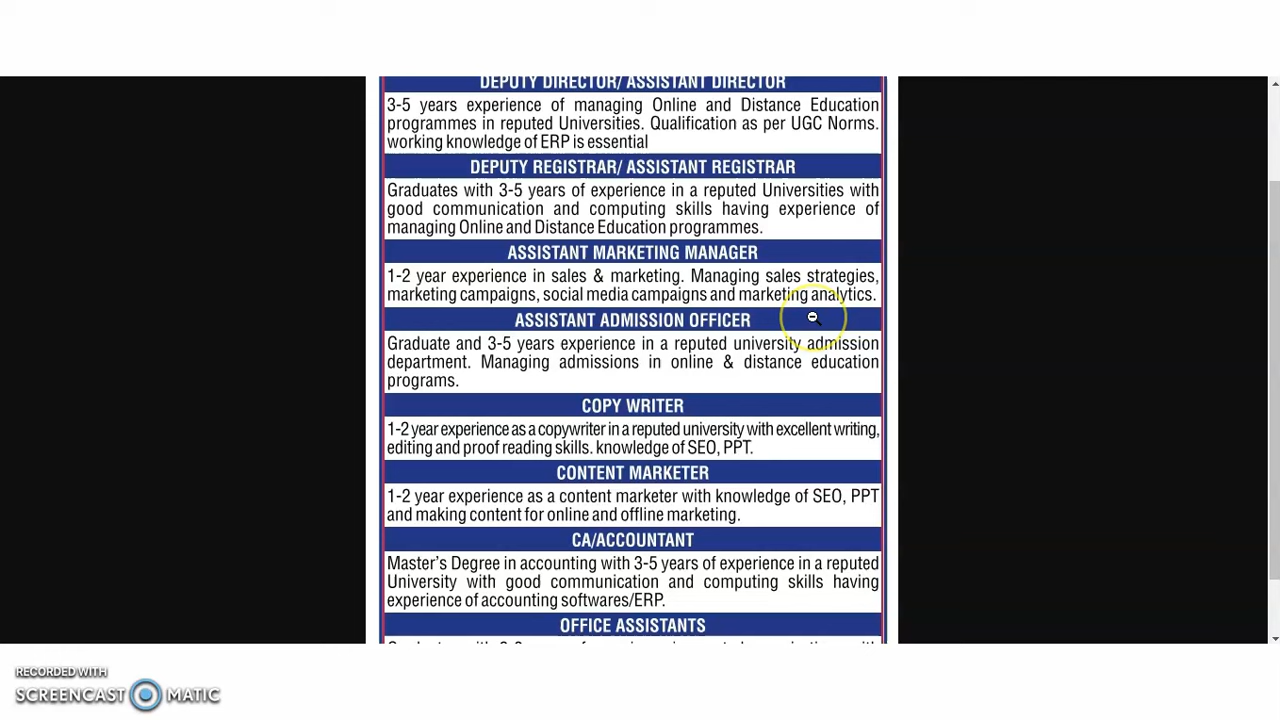 DEPUTY DIRECTOR/ ASSISTANT DIRECTOR
3-5 years experience of managing Online and Distance Education
programmes in reputed Universities. Qualification as per UGC Norms.
working knowledge of ERP is essential
DEPUTY REGISTRAR/ ASSISTANT REGISTRAR
Graduates with 3-5 years of experience in a reputed Universities with
good communication and computing skills having experience of
managing Online and Distance Education programmes.
ASSISTANT MARKETING MANAGER
1-2 year experience in sales & marketing. Managing sales strategies,
marketing campaigns, social media campaigns and marketing analytics.
ASSISTANT ADMISSION OFFICER
Graduate and 3-5 years experience in a reputed university admission
department. Managing admissions in online & distance education
programs.
COPY WRITER
1-2 year experience as a copywriter in a reputed university with excellent writing,
editing and proof reading skills. knowledge of SEO, PPT.
CONTENT MARKETER
1-2 year experience as a content marketer with knowledge of SEO, PPT
and making content for online and offline marketing.
CA/ACCOUNTANT
Master's Degree in accounting with 3-5 years of experience in a reputed
University with good communication and computing skills having
experience of accounting softwares/ERP.
OFFICE ASSISTANTS
RECORDED WITH
SCREENCAST MATIC